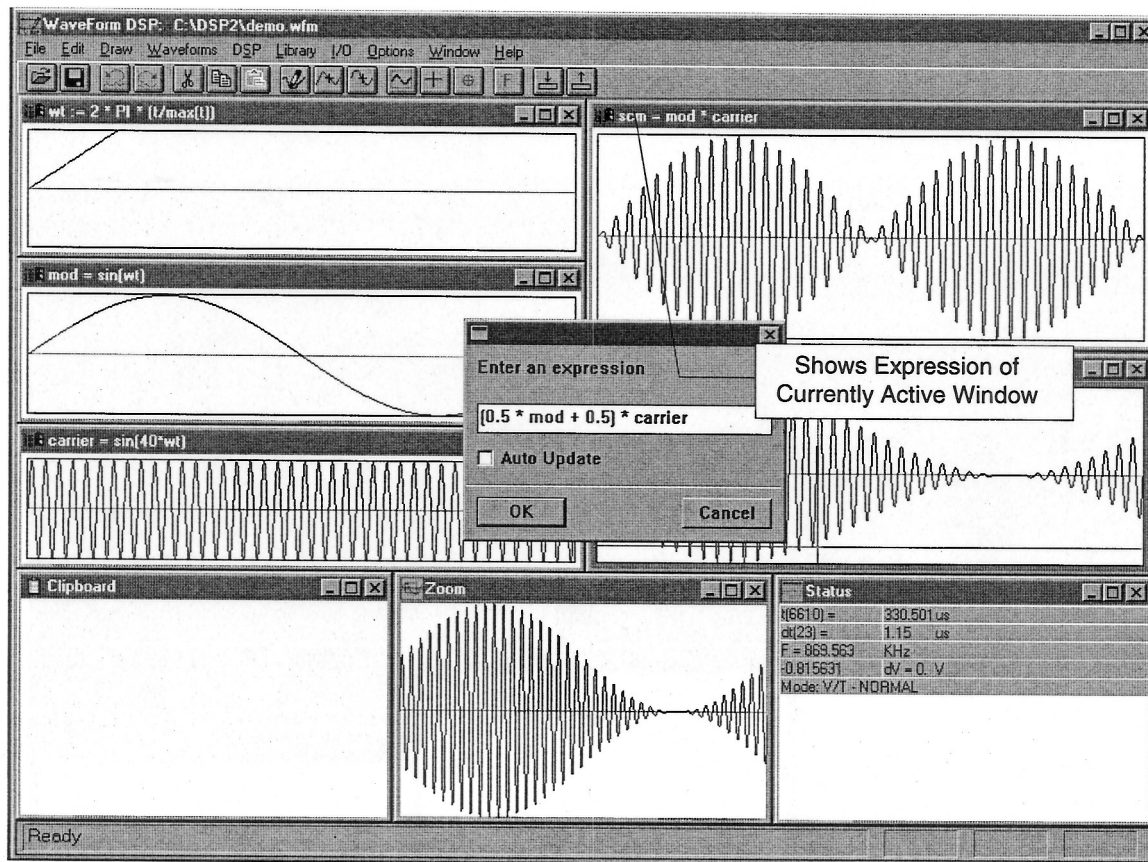 WaveForm DSP: C:\DSP2\demo.wfm
File Edit Draw Waveforms DSP Library I/O Options Window Help
F
wt := 2 * PI * (t/max(t))
scm = mod * carrier
mod = sin(wt)
Enter an expression
Shows Expression of
Currently Active Window
(0.5 * mod + 0.5) * carrier
carrier = sin(40*wt)
Auto Update
OK Cancel
Clipboard
Zoom
Status
t(6610) = 330.501 us
dt(23) = 1.15 us
F = 869.563 KHz
-0.815631 dV = 0. V
Mode: V/T - NORMAL
Ready